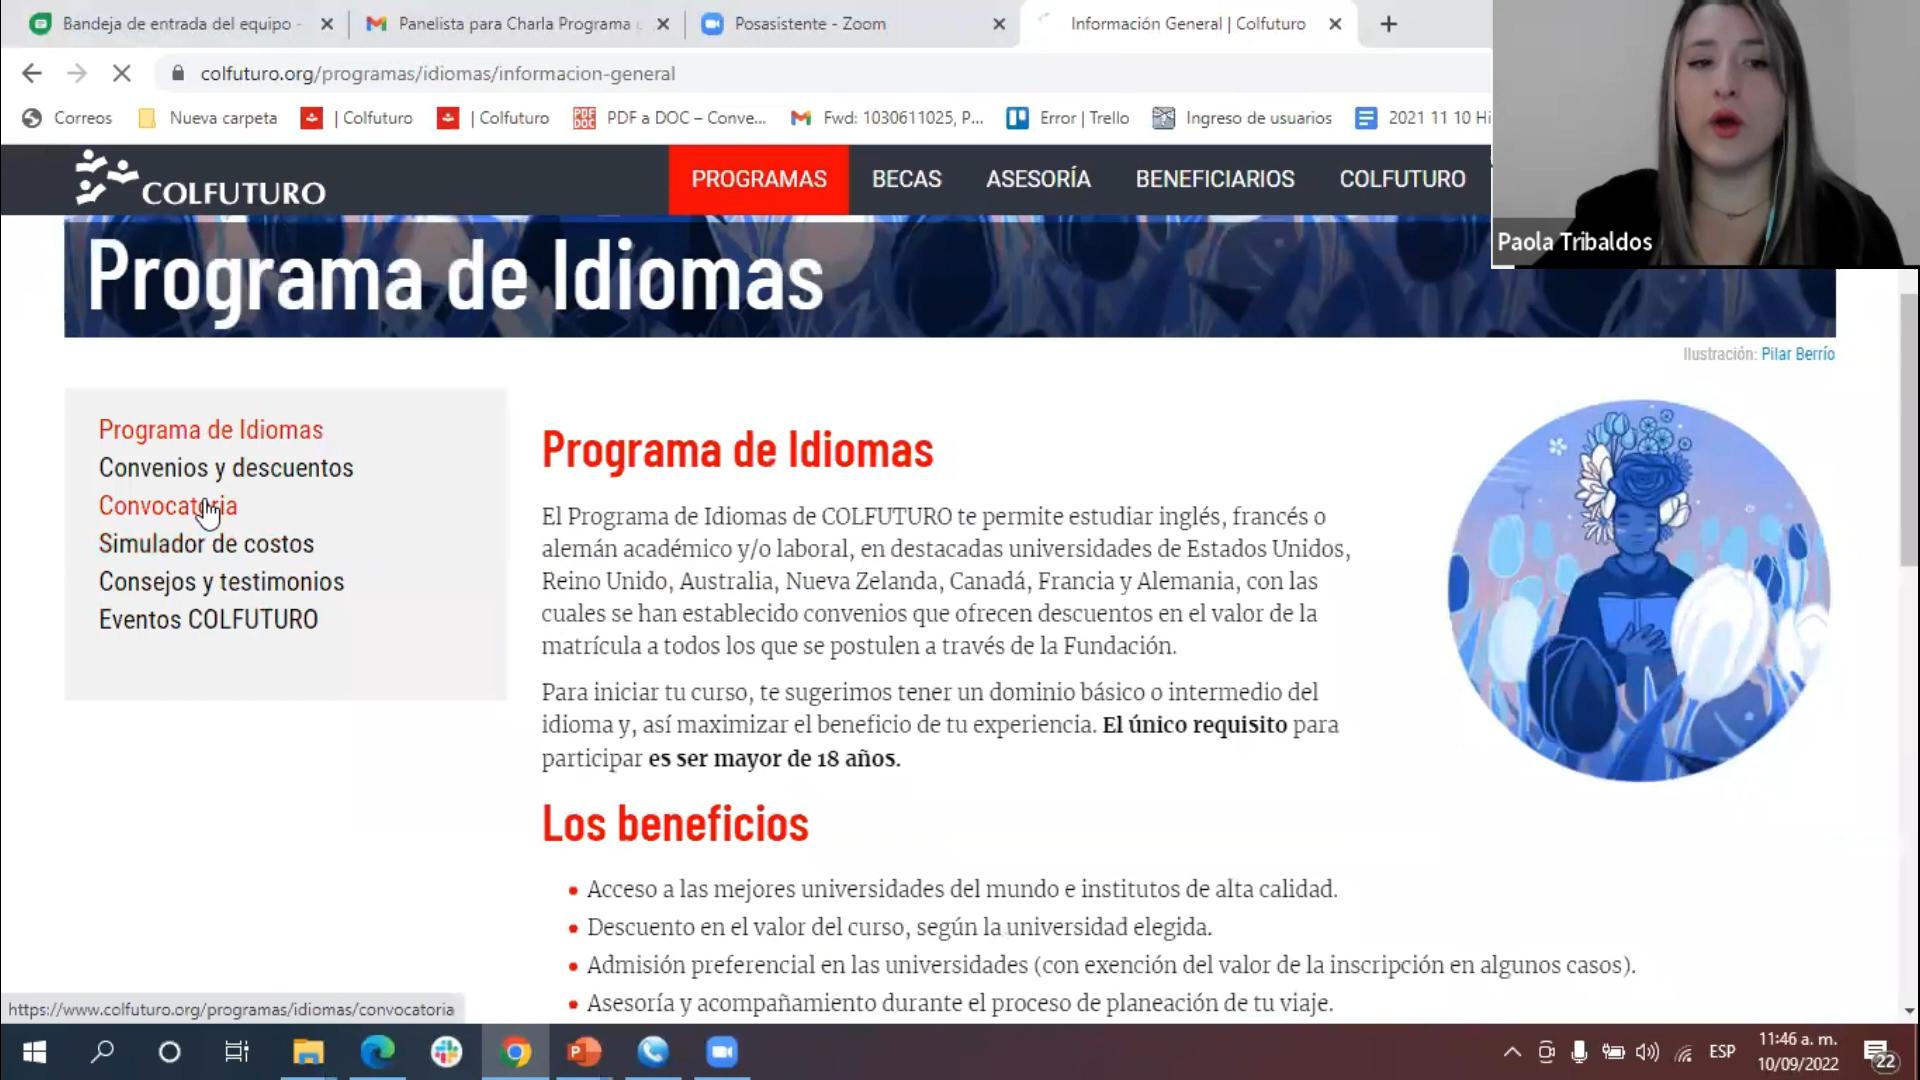 Bandeja de entrada del equipo -
Panelista para Charla Programa
Posasistente - Zoom
Información General | Colfuturo
colfuturo.org/programas/idiomas/informacion-general
Correos
Nueva carpeta
| Colfuturo
| Colfuturo
PDF DOC
PDF a DOC – Conve...
Fwd: 1030611025, P...
Error | Trello
Ingreso de usuarios
2021 11 10 Hi
COLFUTURO
PROGRAMAS
BECAS
ASESORÍA
BENEFICIARIOS
COLFUTURO
Paola Tribaldos
Programa de Idiomas
Ilustración: Pilar Berrío
Programa de Idiomas
Convenios y descuentos
Convocatoria
Simulador de costos
Consejos y testimonios
Eventos COLFUTURO
Programa de Idiomas
El Programa de Idiomas de COLFUTURO te permite estudiar inglés, francés o
alemán académico y/o laboral, en destacadas universidades de Estados Unidos,
Reino Unido, Australia, Nueva Zelanda, Canadá, Francia y Alemania, con las
cuales se han establecido convenios que ofrecen descuentos en el valor de la
matrícula a todos los que se postulen a través de la Fundación.
Para iniciar tu curso, te sugerimos tener un dominio básico o intermedio del
idioma y, así maximizar el beneficio de tu experiencia. El único requisito para
participar es ser mayor de 18 años.
Los beneficios
Acceso a las mejores universidades del mundo e institutos de alta calidad.
Descuento en el valor del curso, según la universidad elegida.
Admisión preferencial en las universidades (con exención del valor de la inscripción en algunos casos).
Asesoría y acompañamiento durante el proceso de planeación de tu viaje.
https://www.colfuturo.org/programas/idiomas/convocatoria
ESP
11:46 a. m.
10/09/2022
22